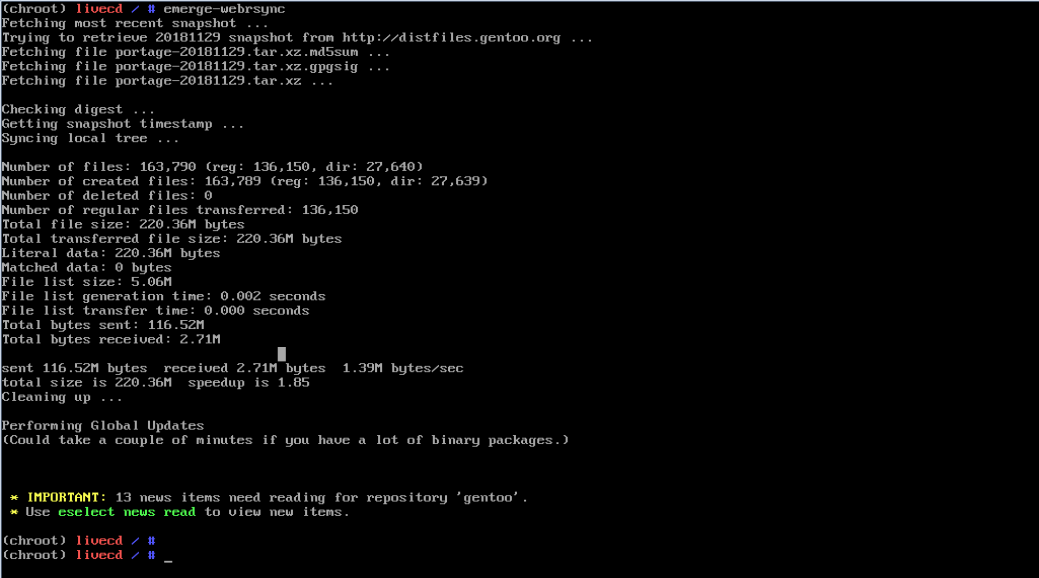 (chroot) livecd / # emerge-webrsync
Fetching most recent snapshot ...
Trying to retrieve 20181129 snapshot from http://distfiles.gentoo.org ...
Fetching file portage-20181129.tar.xz.md5sum ...
Fetching file portage-20181129.tar.xz.gpgsig ...
Fetching file portage-20181129.tar.xz ...
Checking digest ...
Getting snapshot timestamp ...
Syncing local tree ...
Number of files: 163,790 (reg: 136,150, dir: 27,640)
Number of created files: 163,789 (reg: 136,150, dir: 27,639)
Number of deleted files: 0
Number of regular files transferred: 136,150
Total file size: 220.36M bytes
Total transferred file size: 220.36M bytes
Literal data: 220.36M bytes
Matched data: 0 bytes
File list size: 5.06M
File list generation time: 0.002 seconds
File list transfer time: 0.000 seconds
Total bytes sent: 116.52M
Total bytes received: 2.71M
sent 116.52M bytes  received 2.71M bytes  1.39M bytes/sec
total size is 220.36M  speedup is 1.85
Cleaning up ...
Performing Global Updates
(Could take a couple of minutes if you have a lot of binary packages.)
* IMPORTANT: 13 news items need reading for repository 'gentoo'.
* Use eselect news read to view new items.
(chroot) livecd / #
(chroot) livecd / # _